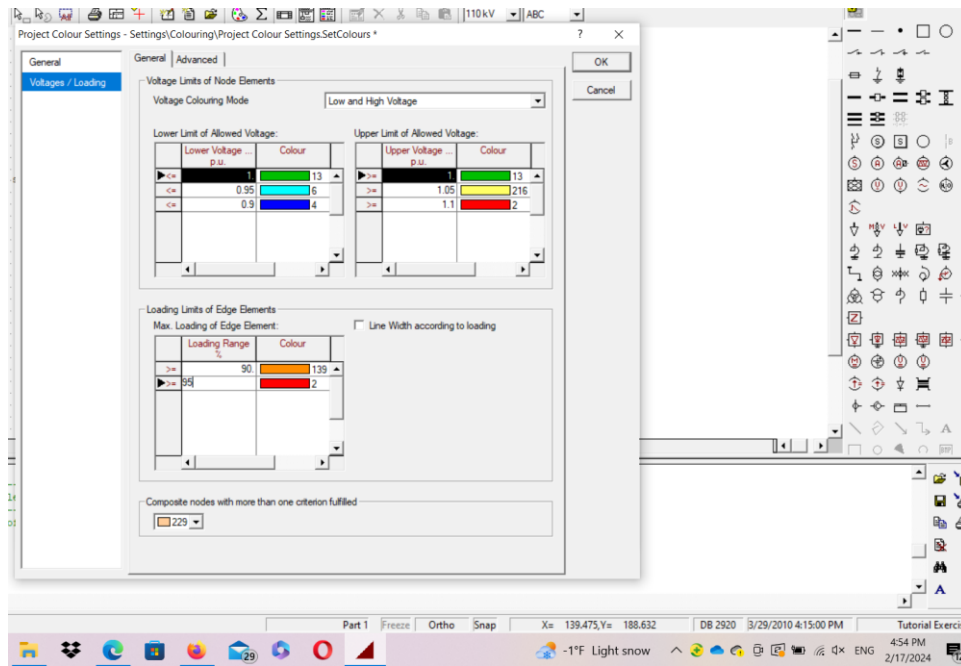 110 kV ABC
Project Colour Settings - Settings\Colouring\Project Colour Settings.SetColours * ?
General
Voltages / Loading
General Advanced
OK
Cancel
Voltage Limits of Node Elements
Voltage Colouring Mode Low and High Voltage
Lower Limit of Allowed Voltage: Upper Limit of Allowed Voltage:
Lower Voltage ... Colour Upper Voltage ... Colour
p.u. p.u.
<= 1. 13 >= 1. 13
<= 0.95 6 >= 1.05 216
<= 0.9 4 >= 1.1 2
Loading Limits of Edge Elements
Max. Loading of Edge Element: Line Width according to loading
Loading Range Colour
%
>= 90. 139
>= 95 2
Composite nodes with more than one criterion fulfilled
229
Part 1 Freeze Ortho Snap X= 139.475,Y= 188.632 DB 2920 3/29/2010 4:15:00 PM Tutorial Exerci
29 -1°F Light snow ENG 4:54 PM
2/17/2024